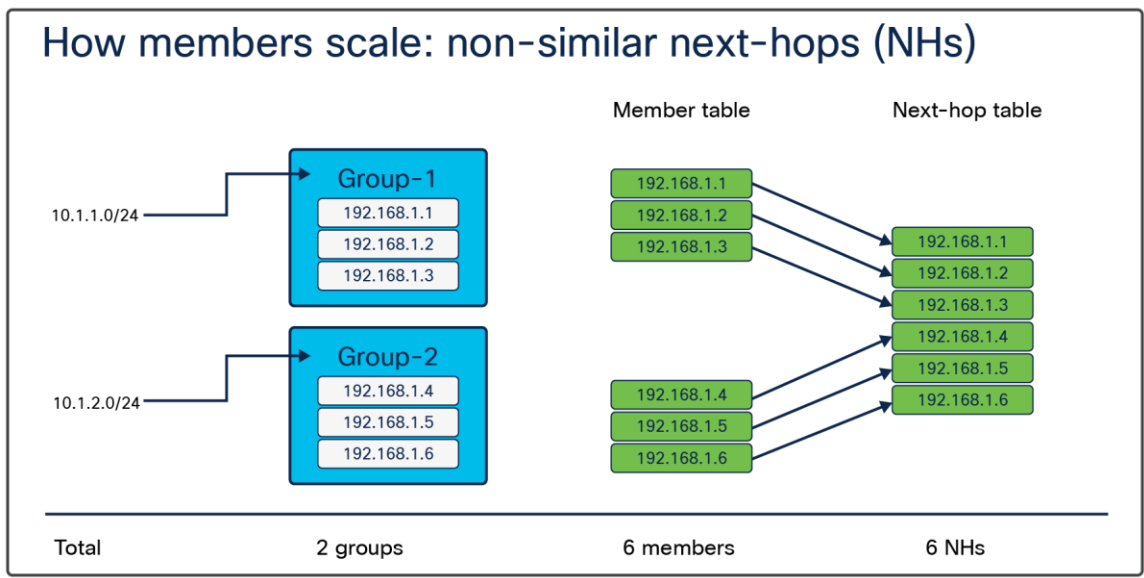 How members scale: non-similar next-hops (NHs)
Member table
Next-hop table
10.1.1.0/24
Group-1
192.168.1.1
192.168.1.2
192.168.1.3
10.1.2.0/24
Group-2
192.168.1.4
192.168.1.5
192.168.1.6
192.168.1.1
192.168.1.2
192.168.1.3
192.168.1.4
192.168.1.5
192.168.1.6
192.168.1.1
192.168.1.2
192.168.1.3
192.168.1.4
192.168.1.5
192.168.1.6
Total
2 groups
6 members
6 NHs